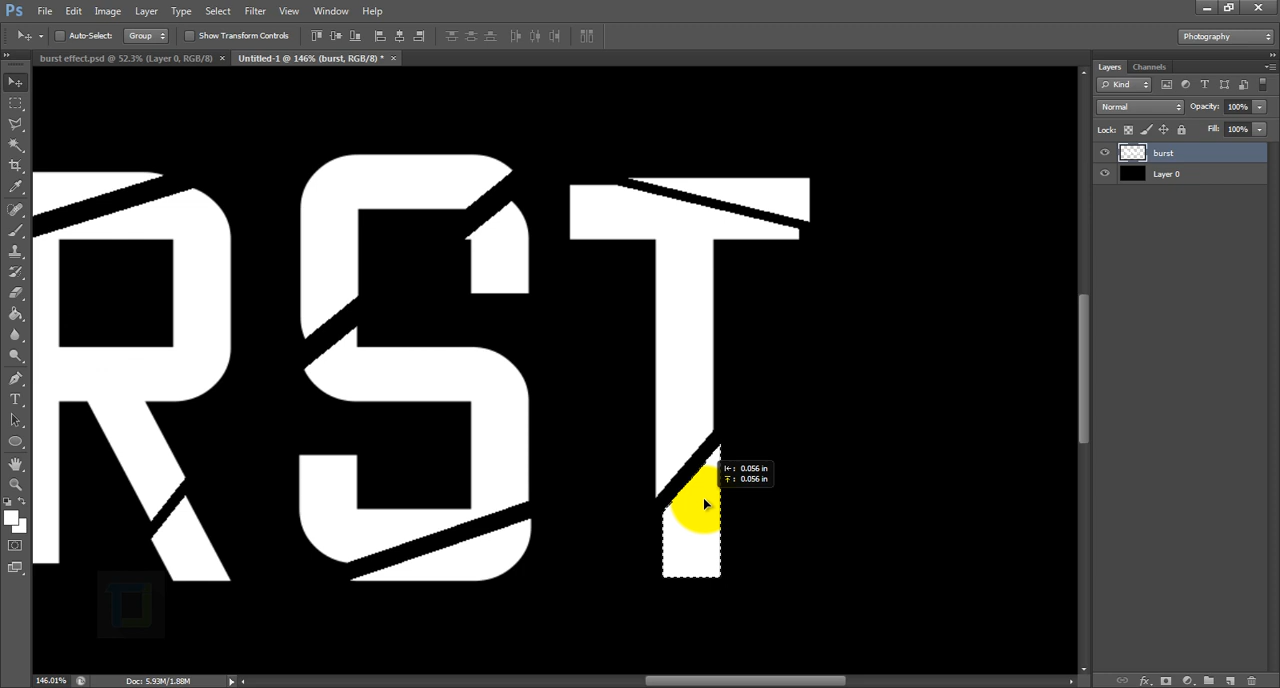 Ps File Edit Image Layer Type Select Filter View Window Help
Auto-Select: Group Show Transform Controls Photography
burst effect.psd @ 52.3% (Layer 0, RGB/8) × Untitled-1 @ 146% (burst, RGB/8) * ×
Layers Channels
Kind
Normal Opacity: 100%
Lock: Fill: 100%
burst
Layer 0
RST
0.056 in
0.056 in
146.01% Doc: 5.93M/1.88M